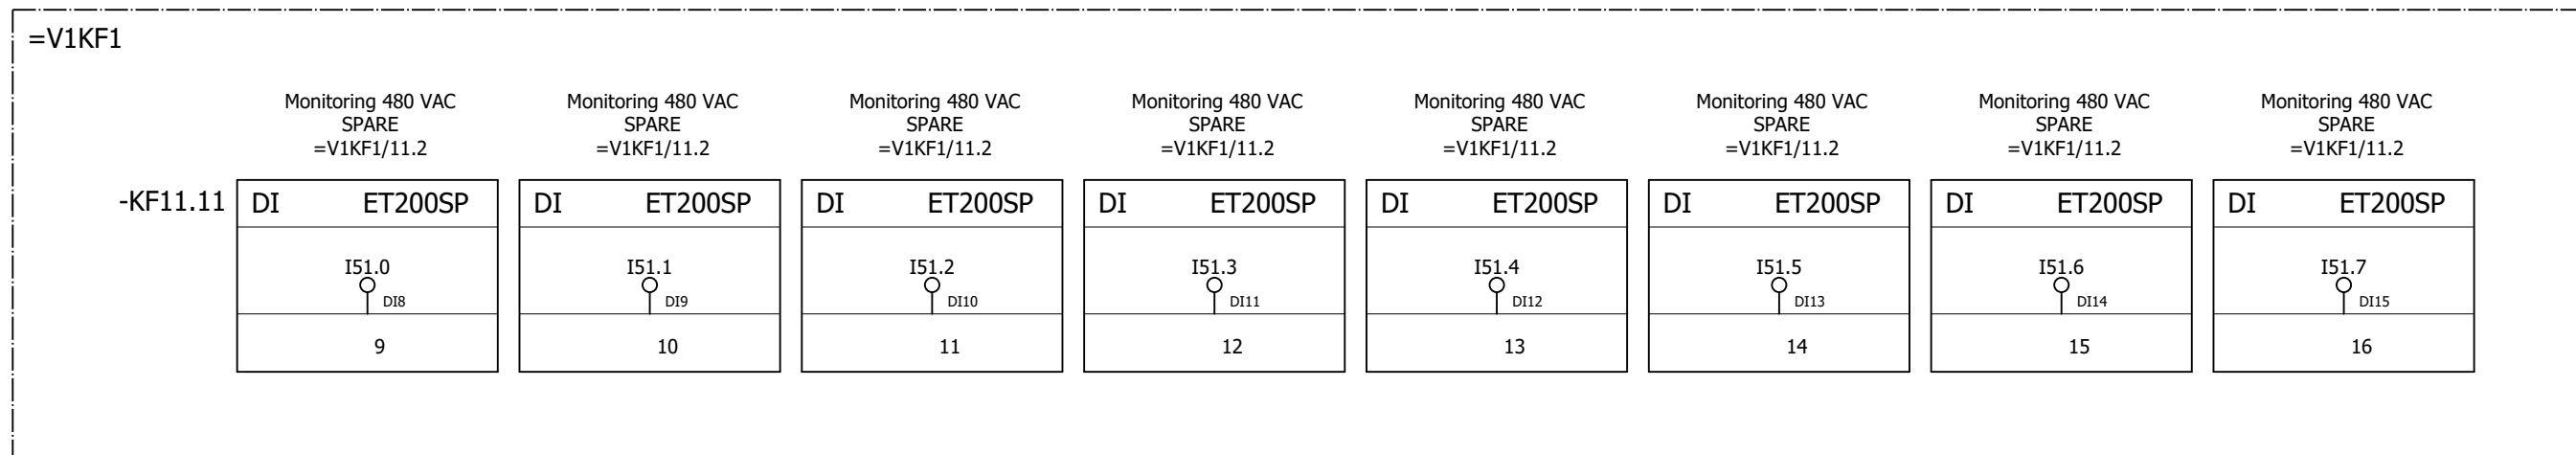 =V1KF1
Monitoring 480 VAC Monitoring 480 VAC Monitoring 480 VAC Monitoring 480 VAC Monitoring 480 VAC Monitoring 480 VAC Monitoring 480 VAC Monitoring 480 VAC
SPARE SPARE SPARE SPARE SPARE SPARE SPARE SPARE
=V1KF1/11.2 =V1KF1/11.2 =V1KF1/11.2 =V1KF1/11.2 =V1KF1/11.2 =V1KF1/11.2 =V1KF1/11.2 =V1KF1/11.2
-KF11.11 DI ET200SP DI ET200SP DI ET200SP DI ET200SP DI ET200SP DI ET200SP DI ET200SP DI ET200SP
I51.0 I51.1 I51.2 I51.3 I51.4 I51.5 I51.6 I51.7
DI8 DI9 DI10 DI11 DI12 DI13 DI14 DI15
9 10 11 12 13 14 15 16